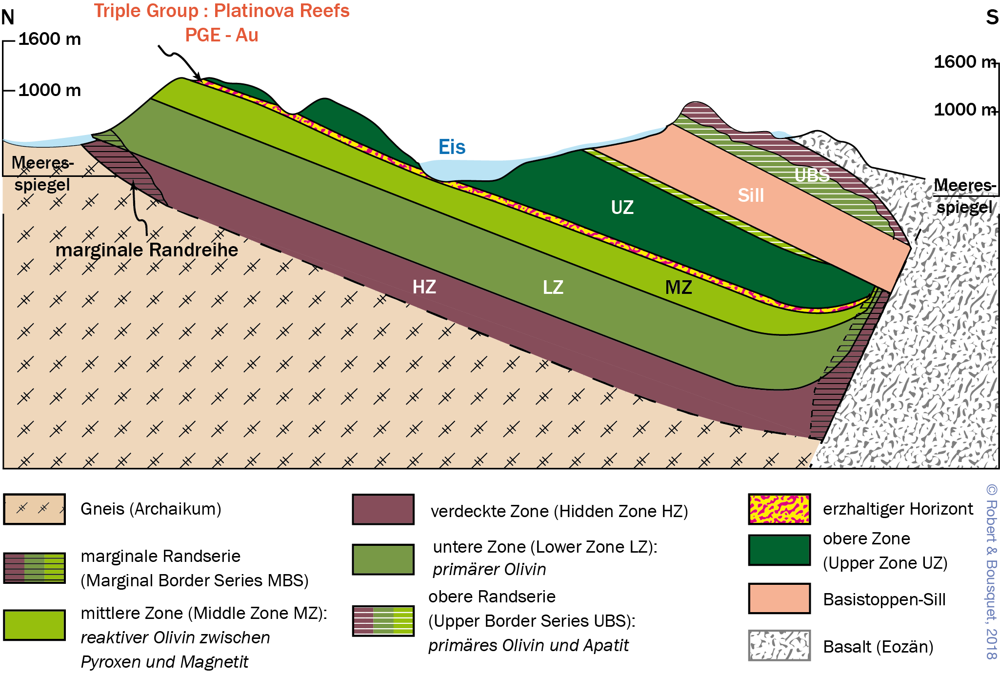 Triple Group : Platinova Reefs
PGE - Au
N
S
1600 m
1000 m
1600 m
1000 m
Meeres-
spiegel
Meeres-
spiegel
Eis
UBS
Sill
UZ
marginale Randreihe
HZ
LZ
MZ
Gneis (Archaikum)
marginale Randserie
(Marginal Border Series MBS)
mittlere Zone (Middle Zone MZ):
reaktiver Olivin zwischen
Pyroxen und Magnetit
verdeckte Zone (Hidden Zone HZ)
untere Zone (Lower Zone LZ):
primärer Olivin
obere Randserie
(Upper Border Series UBS):
primäres Olivin und Apatit
erzhaltiger Horizont
obere Zone
(Upper Zone UZ)
Basistoppen-Sill
Basalt (Eozän)
© Robert & Bousquet, 2018